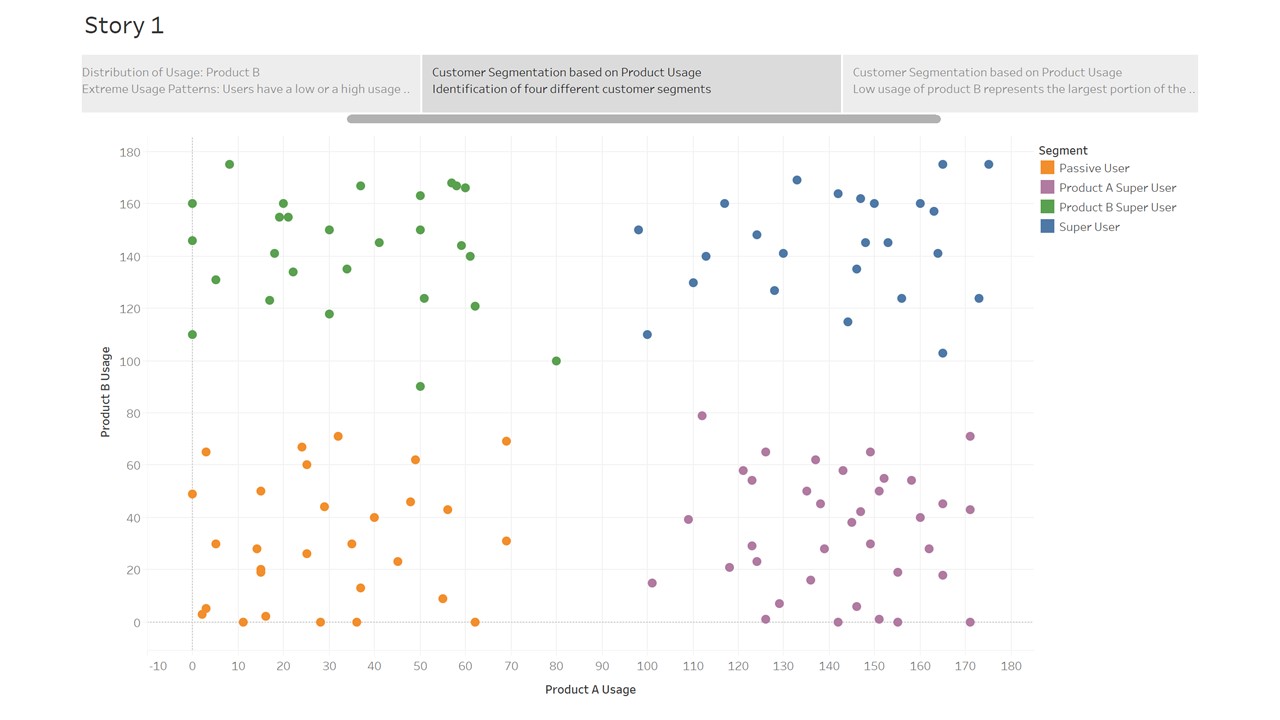 Story 1
Distribution of Usage: Product B
Extreme Usage Patterns: Users have a low or a high usage ..
Customer Segmentation based on Product Usage
Identification of four different customer segments
Customer Segmentation based on Product Usage
Low usage of product B represents the largest portion of the ..
Segment
Passive User
Product A Super User
Product B Super User
Super User
Product B Usage
180
160
140
120
100
80
60
40
20
0
-10 0 10 20 30 40 50 60 70 80 90 100 110 120 130 140 150 160 170 180
Product A Usage